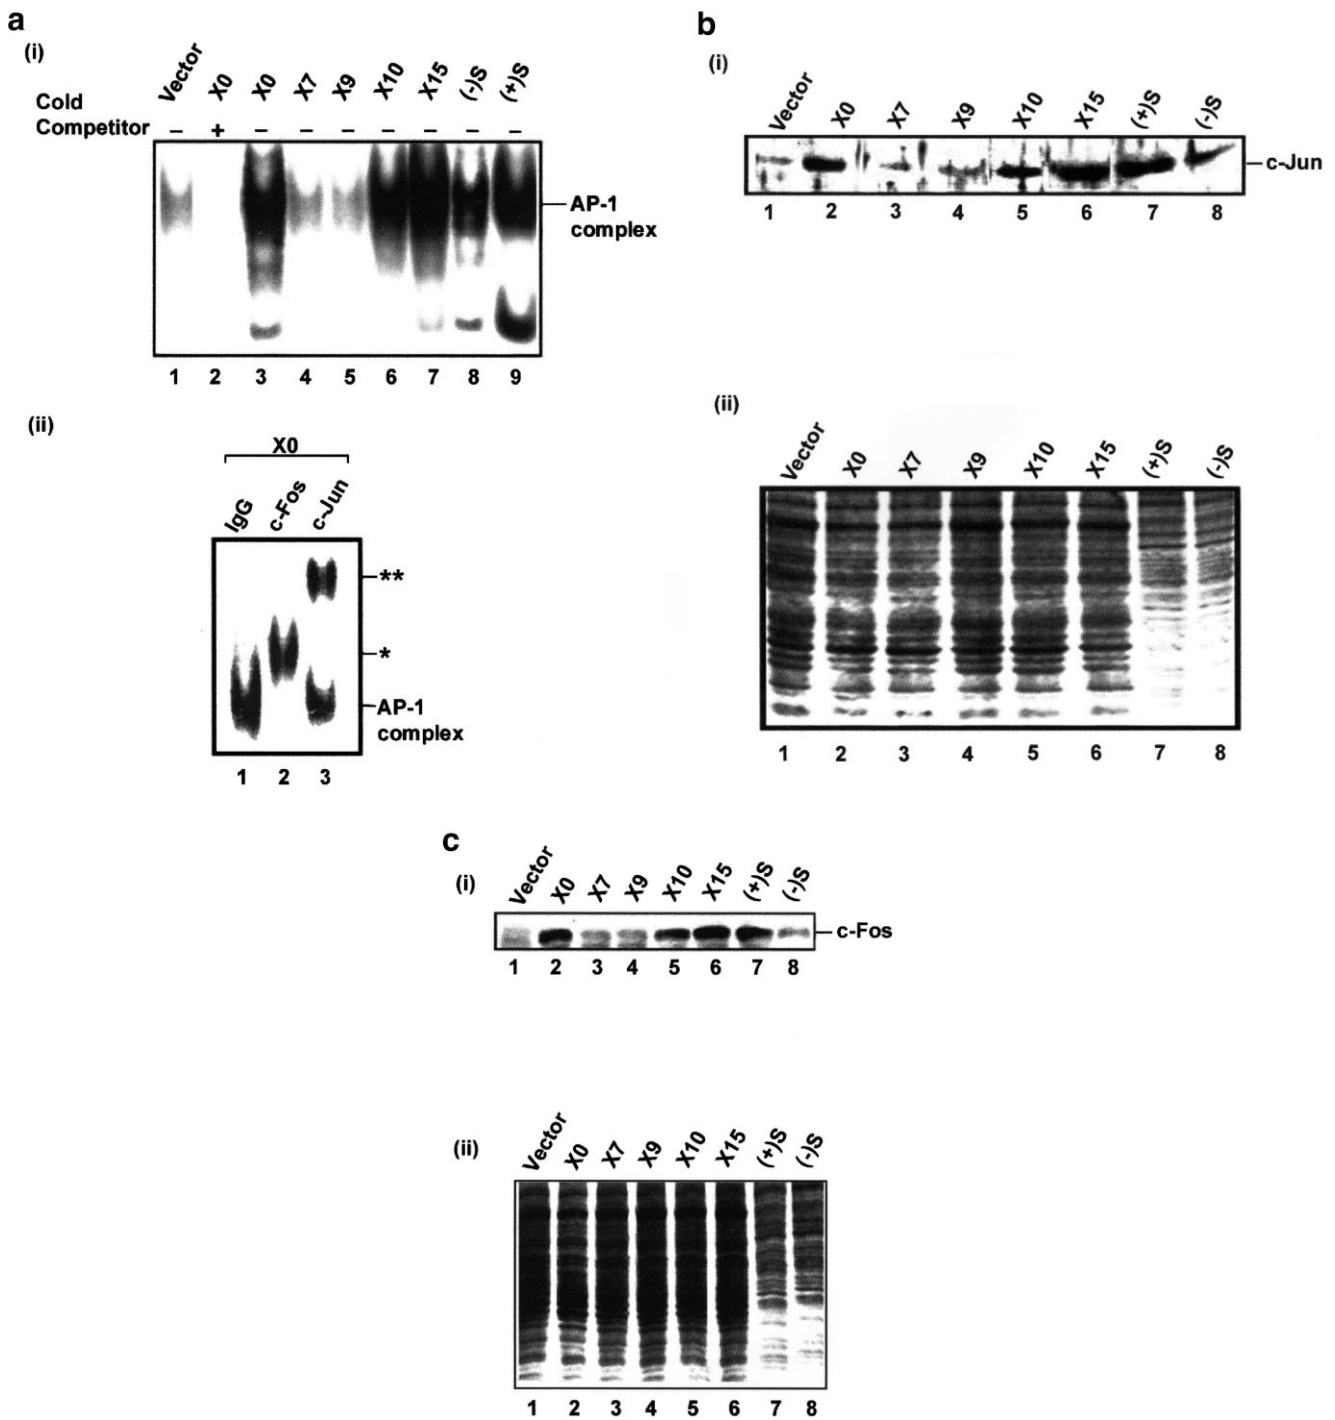 a
(i)
Vector X0 X0 X7 X9 X10 X15 (-)S (+)S
Cold
Competitor – + – – – – – – –
AP-1
complex
1 2 3 4 5 6 7 8 9
(ii)
X0
IgG c-Fos c-Jun
**
*
AP-1
complex
1 2 3
b
(i)
Vector X0 X7 X9 X10 X15 (+)S (-)S
c-Jun
1 2 3 4 5 6 7 8
(ii)
Vector X0 X7 X9 X10 X15 (+)S (-)S
1 2 3 4 5 6 7 8
c
(i)
Vector X0 X7 X9 X10 X15 (+)S (-)S
c-Fos
1 2 3 4 5 6 7 8
(ii)
Vector X0 X7 X9 X10 X15 (+)S (-)S
1 2 3 4 5 6 7 8